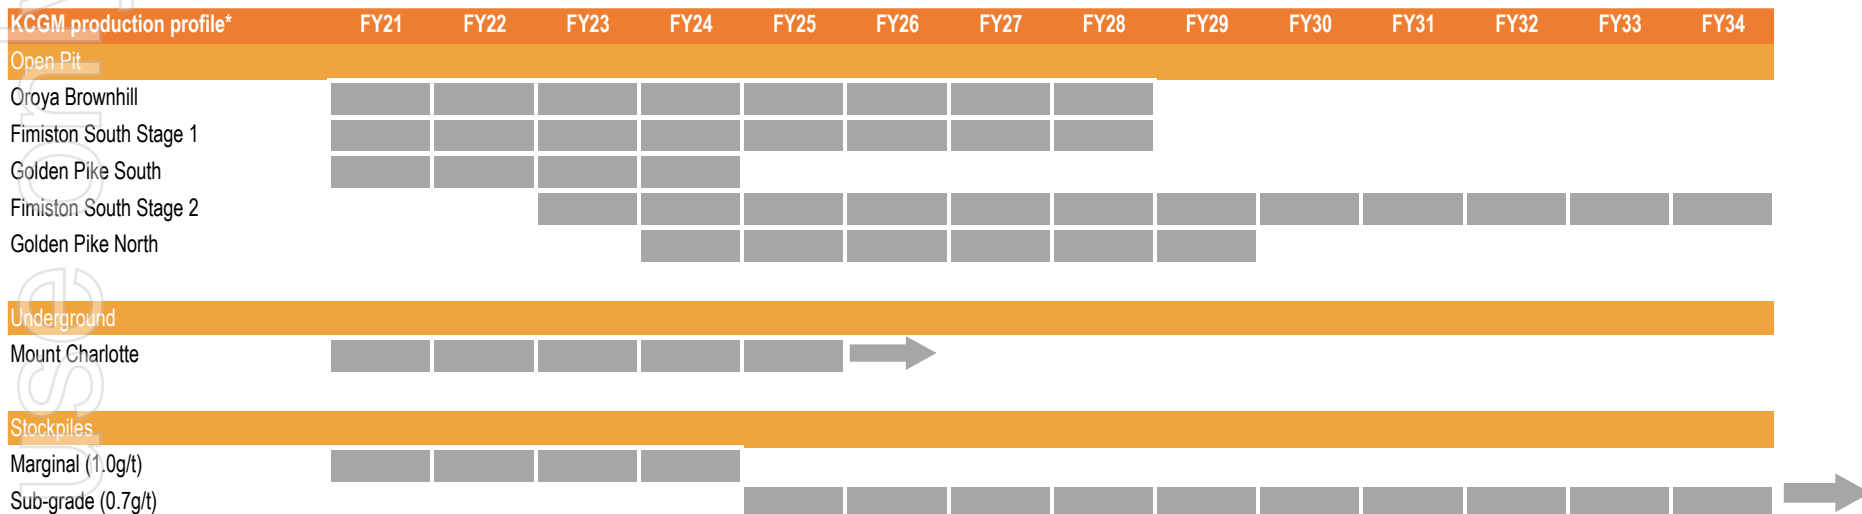 KCGM production profile* FY21 FY22 FY23 FY24 FY25 FY26 FY27 FY28 FY29 FY30 FY31 FY32 FY33 FY34
Open Pit
Oroya Brownhill
Fimiston South Stage 1
Golden Pike South
Fimiston South Stage 2
Golden Pike North
Underground
Mount Charlotte
Stockpiles
Marginal (1.0g/t)
Sub-grade (0.7g/t)
use only